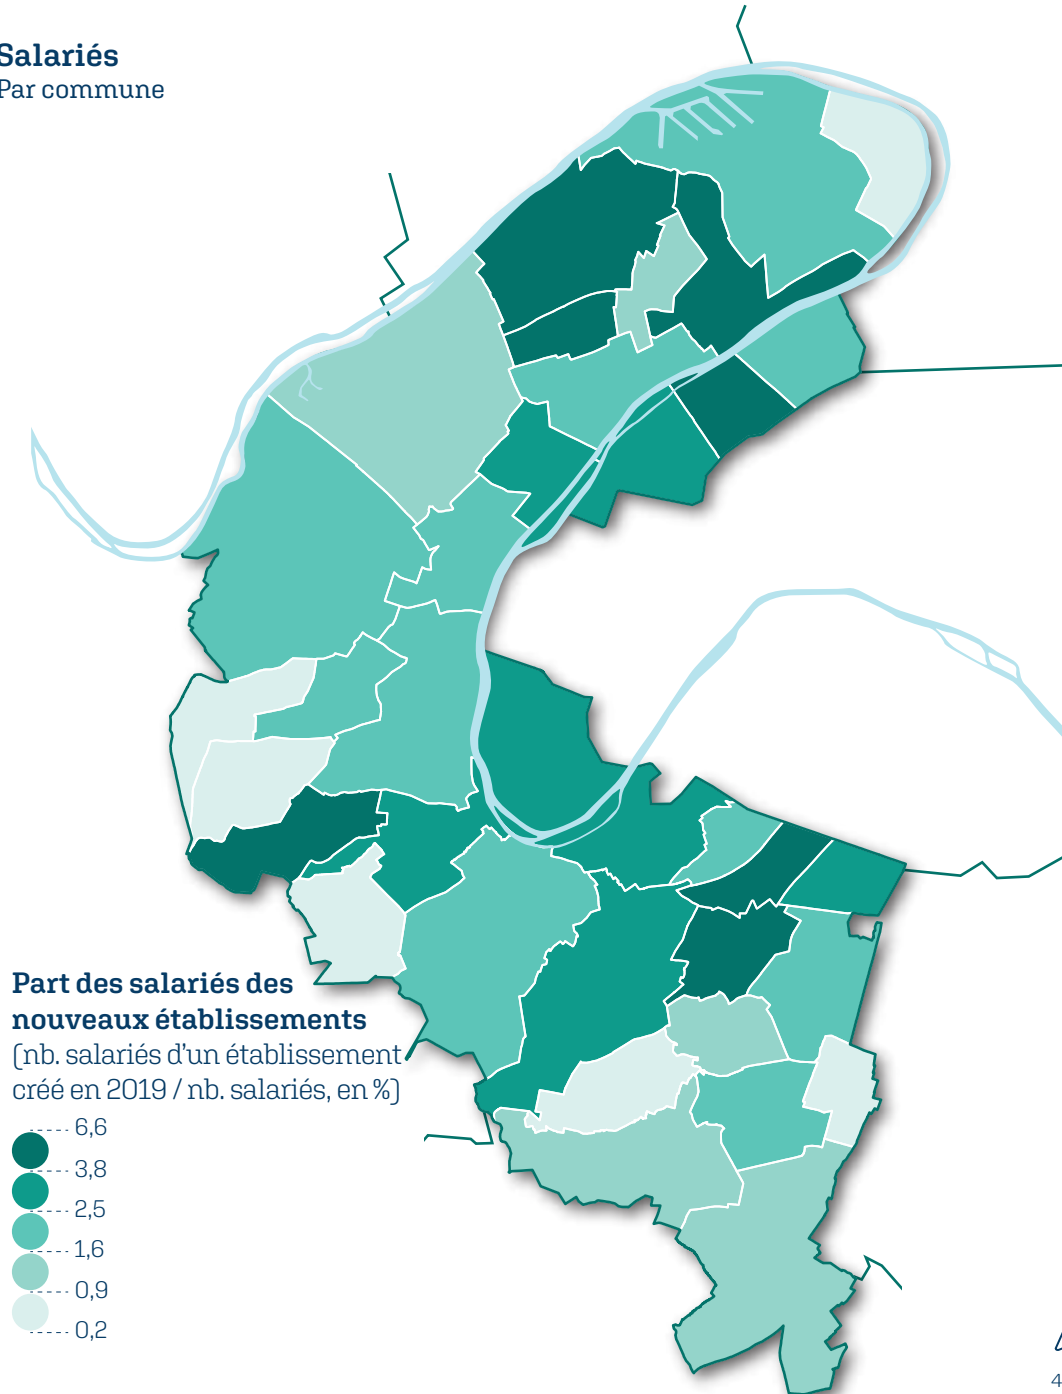 Salariés
Par commune
Part des salariés des
nouveaux établissements
(nb. salariés d'un établissement
créé en 2019 / nb. salariés, en %)
6,6
3,8
2,5
1,6
0,9
0,2
4